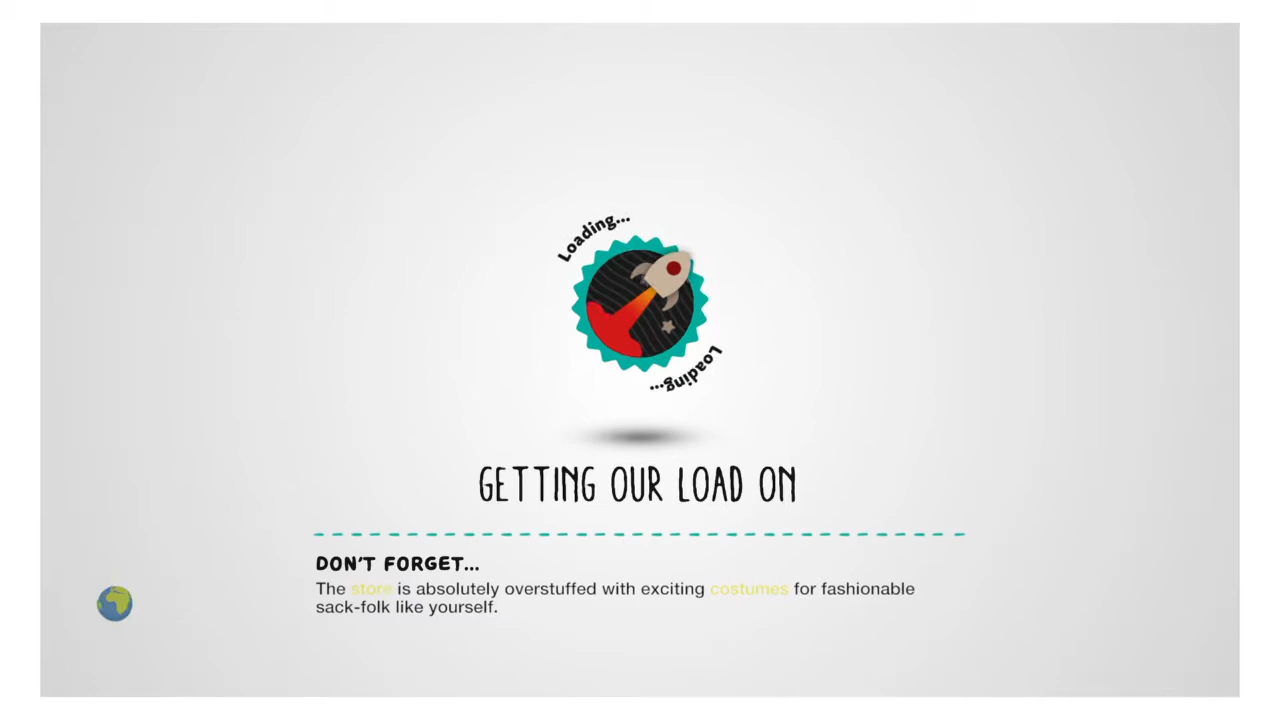 Loading...
Loading...
GETTING OUR LOAD ON
DON'T FORGET...
The store is absolutely overstuffed with exciting costumes for fashionable
sack-folk like yourself.